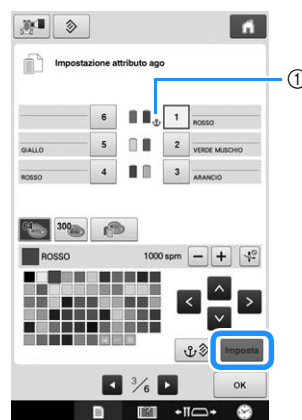 Impostazione attributo ago
①
6 1 ROSSO
GIALLO 5 2 VERDE MUSCHIO
ROSSO 4 3 ARANCIO
64 300
ROSSO 1000 spm - +
Imposta
3/6 OK